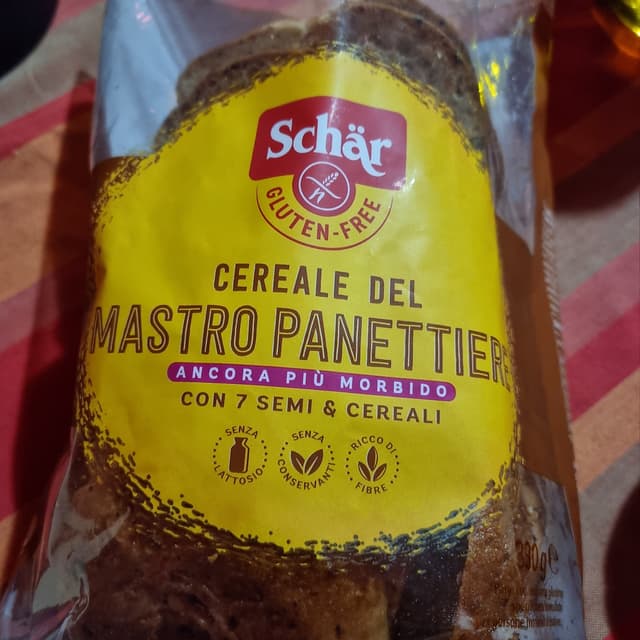 Schär
GLUTEN-FREE
CEREALE DEL
MASTRO PANETTIERE
ANCORA PIÙ MORBIDO
CON 7 SEMI & CEREALI
SENZA
LATTOSIO
SENZA
CONSERVANTI
RICCO DI
FIBRE
330g e